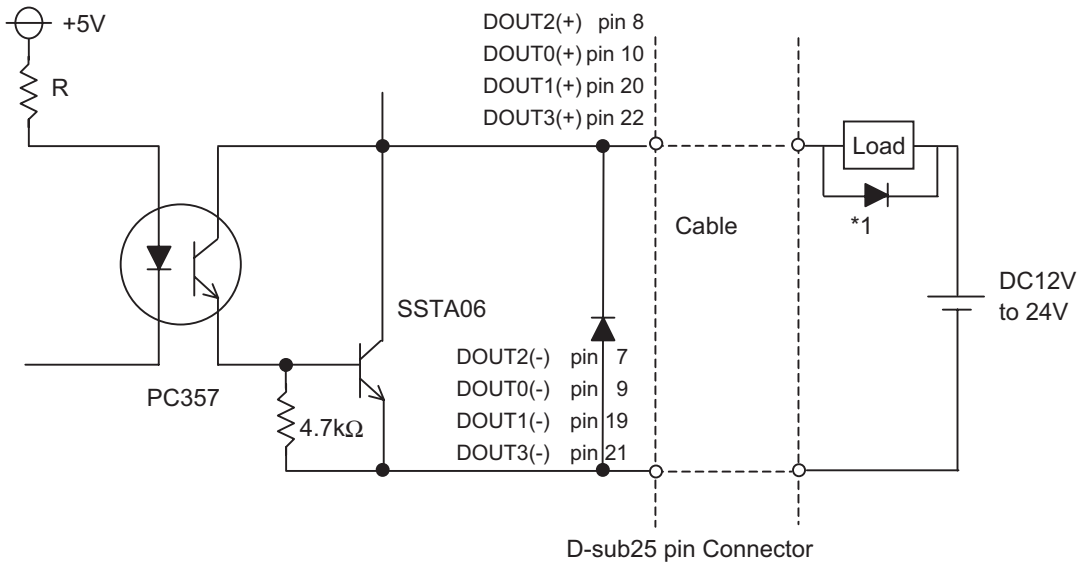 +5V
R
DOUT2(+) pin 8
DOUT0(+) pin 10
DOUT1(+) pin 20
DOUT3(+) pin 22
Load
*1
Cable
DC12V
to 24V
SSTA06
PC357
4.7kΩ
DOUT2(-) pin 7
DOUT0(-) pin 9
DOUT1(-) pin 19
DOUT3(-) pin 21
D-sub25 pin Connector